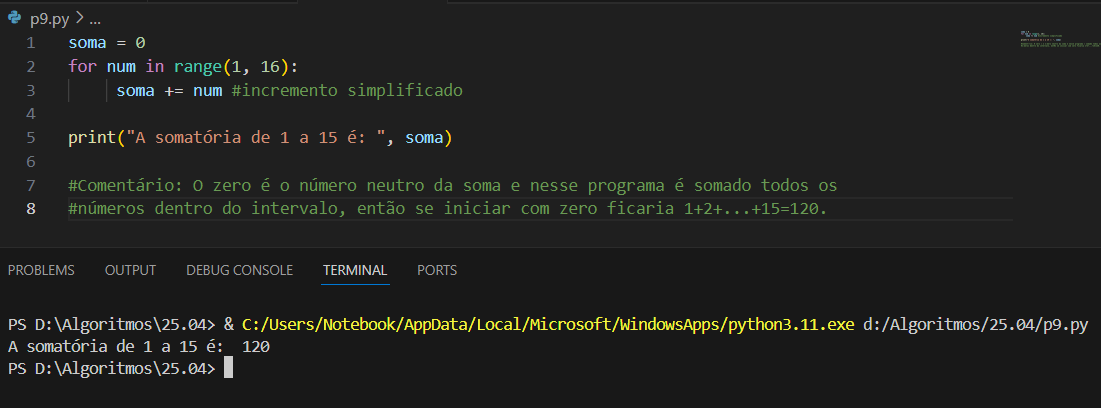 p9.py > ...
1 soma = 0
2 for num in range(1, 16):
3 soma += num #incremento simplificado
4
5 print("A somatória de 1 a 15 é: ", soma)
6
7 #Comentário: O zero é o número neutro da soma e nesse programa é somado todos os
8 #números dentro do intervalo, então se iniciar com zero ficaria 1+2+...+15=120.
PROBLEMS OUTPUT DEBUG CONSOLE TERMINAL PORTS
PS D:\Algoritmos\25.04> & C:/Users/Notebook/AppData/Local/Microsoft/WindowsApps/python3.11.exe d:/Algoritmos/25.04/p9.py
A somatória de 1 a 15 é:  120
PS D:\Algoritmos\25.04>